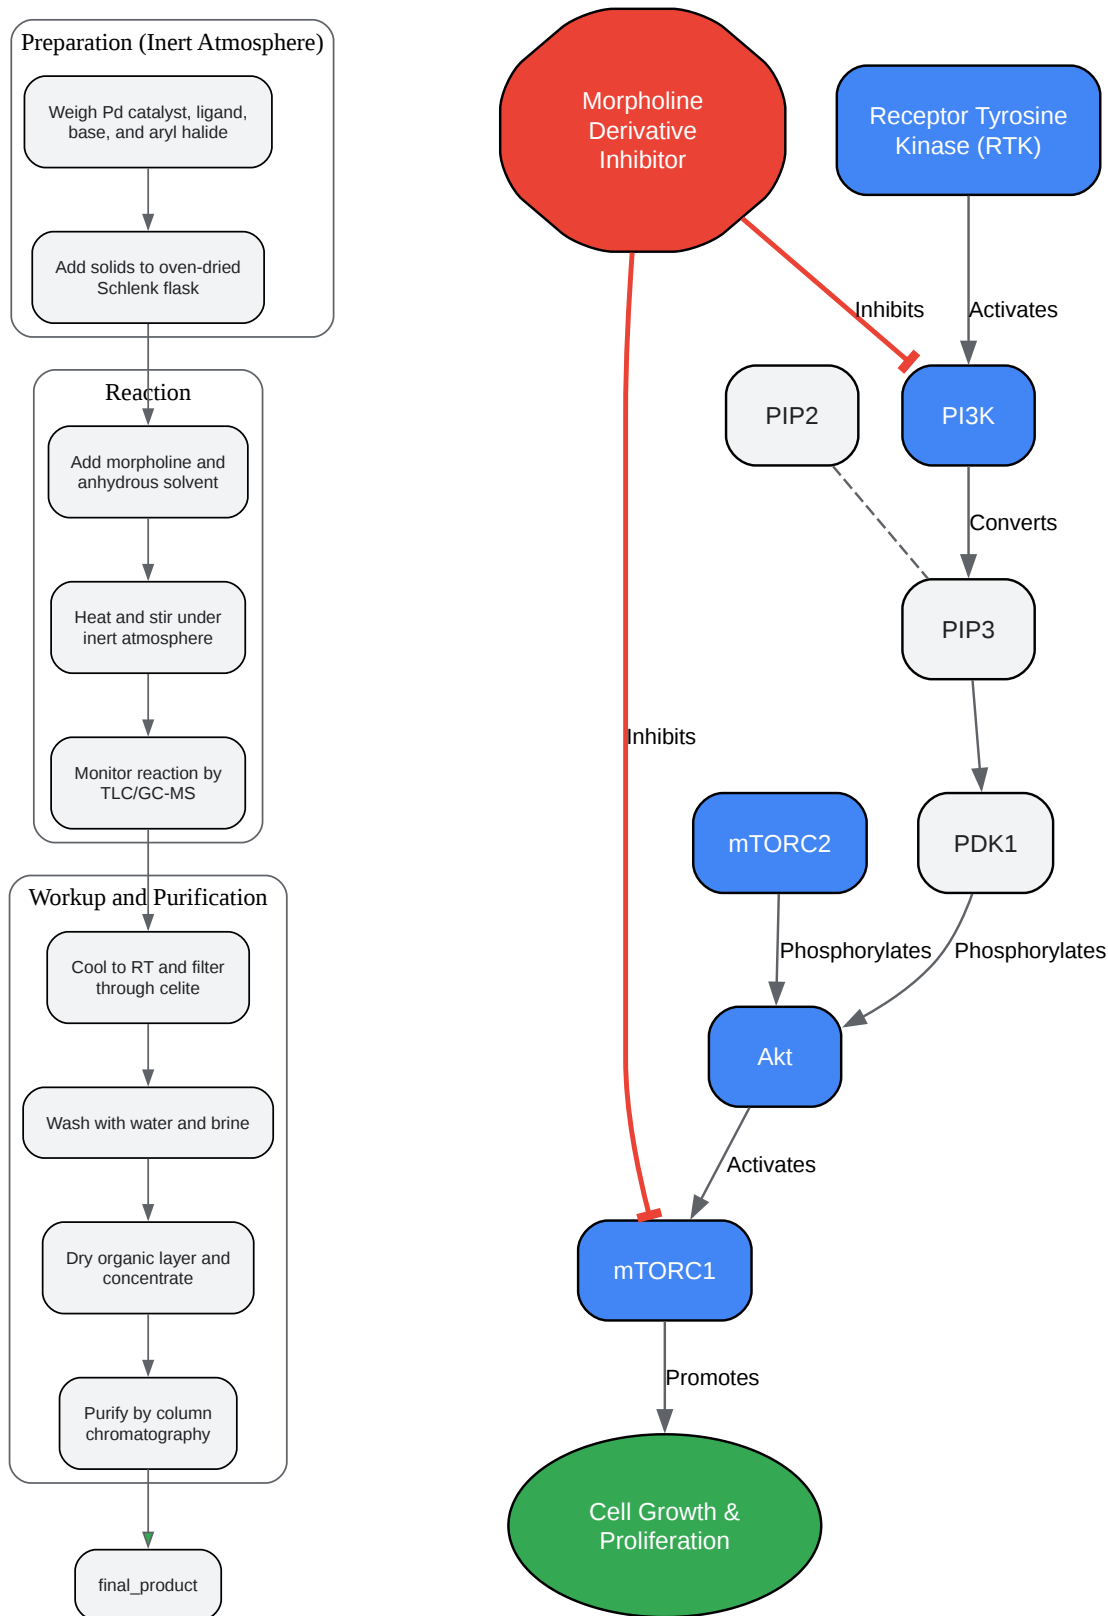 Preparation (Inert Atmosphere)
Weigh Pd catalyst, ligand,
base, and aryl halide
Add solids to oven-dried
Schlenk flask
Reaction
Add morpholine and
anhydrous solvent
Heat and stir under
inert atmosphere
Monitor reaction by
TLC/GC-MS
Workup and Purification
Cool to RT and filter
through celite
Wash with water and brine
Dry organic layer and
concentrate
Purify by column
chromatography
final_product
Morpholine
Derivative
Inhibitor
Receptor Tyrosine
Kinase (RTK)
Inhibits
Activates
PIP2
PI3K
Converts
PIP3
Inhibits
mTORC2
PDK1
Phosphorylates
Phosphorylates
Akt
Activates
mTORC1
Promotes
Cell Growth &
Proliferation